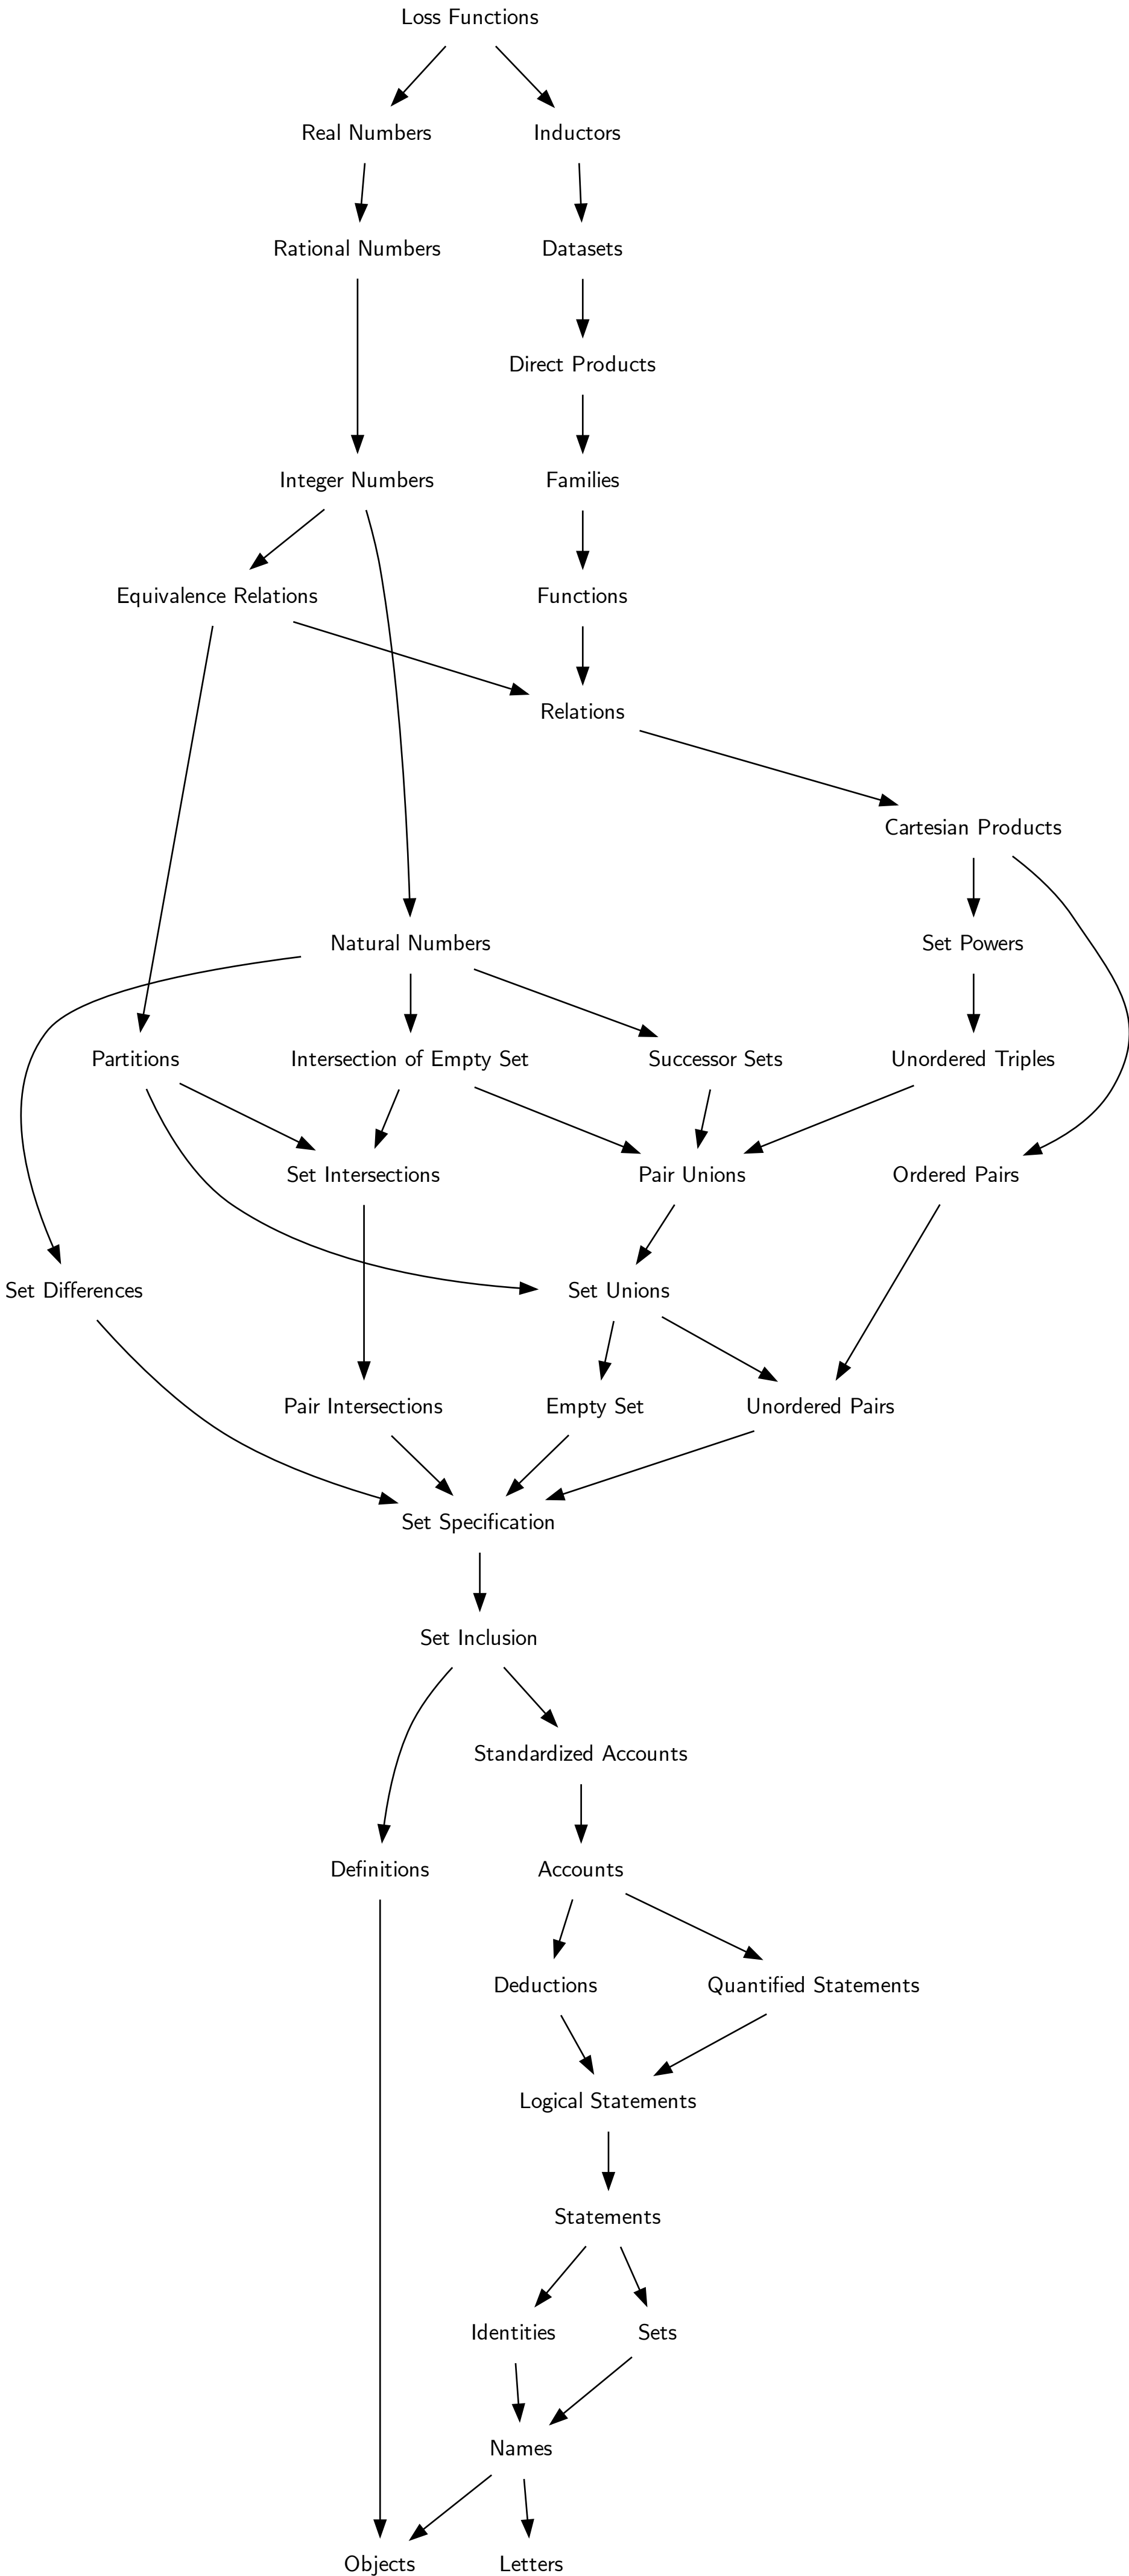 Loss Functions
Real Numbers
Inductors
Rational Numbers
Datasets
Direct Products
Integer Numbers
Families
Equivalence Relations
Functions
Relations
Cartesian Products
Natural Numbers
Set Powers
Partitions
Intersection of Empty Set
Successor Sets
Unordered Triples
Set Intersections
Pair Unions
Ordered Pairs
Set Differences
Set Unions
Pair Intersections
Empty Set
Unordered Pairs
Set Specification
Set Inclusion
Standardized Accounts
Definitions
Accounts
Deductions
Quantified Statements
Logical Statements
Statements
Identities
Sets
Names
Objects
Letters